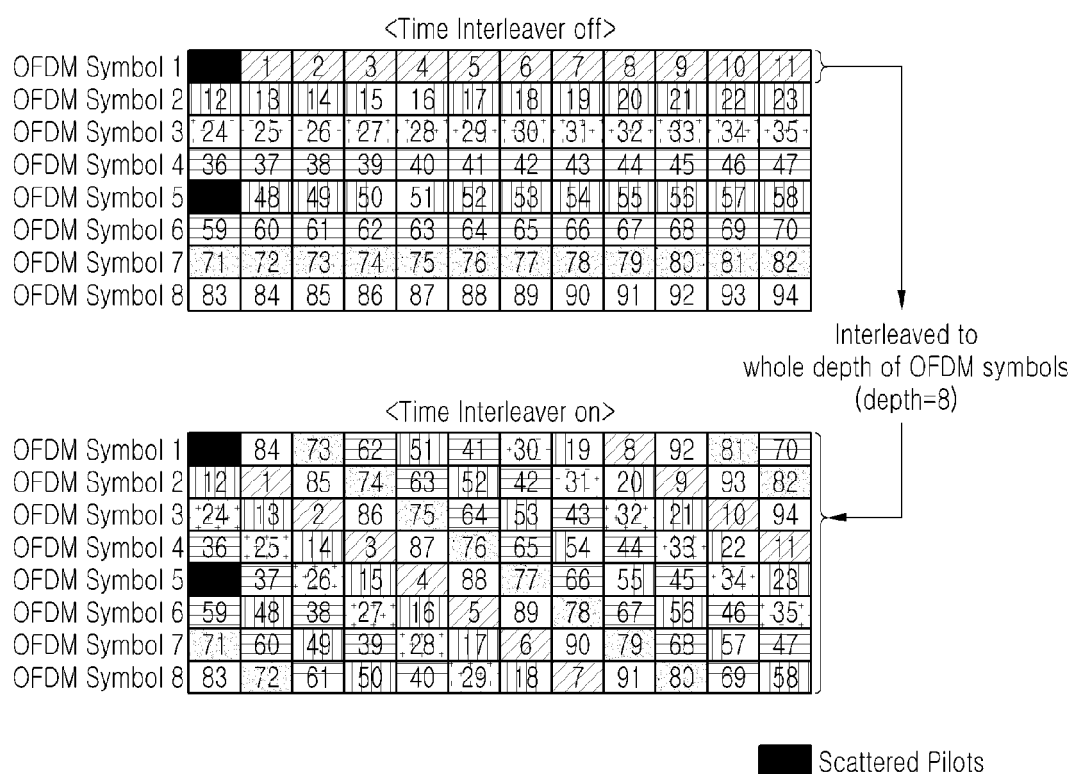 <Time Interleaver off>
OFDM Symbol 1 1 2 3 4 5 6 7 8 9 10 11
OFDM Symbol 2 12 13 14 15 16 17 18 19 20 21 22 23
OFDM Symbol 3 24 25 26 27 28 29 30 31 32 33 34 35
OFDM Symbol 4 36 37 38 39 40 41 42 43 44 45 46 47
OFDM Symbol 5 48 49 50 51 52 53 54 55 56 57 58
OFDM Symbol 6 59 60 61 62 63 64 65 66 67 68 69 70
OFDM Symbol 7 71 72 73 74 75 76 77 78 79 80 81 82
OFDM Symbol 8 83 84 85 86 87 88 89 90 91 92 93 94
Interleaved to
whole depth of OFDM symbols
(depth=8)
<Time Interleaver on>
OFDM Symbol 1 84 73 62 51 41 30 19 8 92 81 70
OFDM Symbol 2 12 1 85 74 63 52 42 31 20 9 93 82
OFDM Symbol 3 24 13 2 86 75 64 53 43 32 21 10 94
OFDM Symbol 4 36 25 14 3 87 76 65 54 44 33 22 11
OFDM Symbol 5 37 26 15 4 88 77 66 55 45 34 23
OFDM Symbol 6 59 48 38 27 16 5 89 78 67 56 46 35
OFDM Symbol 7 71 60 49 39 28 17 6 90 79 68 57 47
OFDM Symbol 8 83 72 61 50 40 29 18 7 91 80 69 58
Scattered Pilots